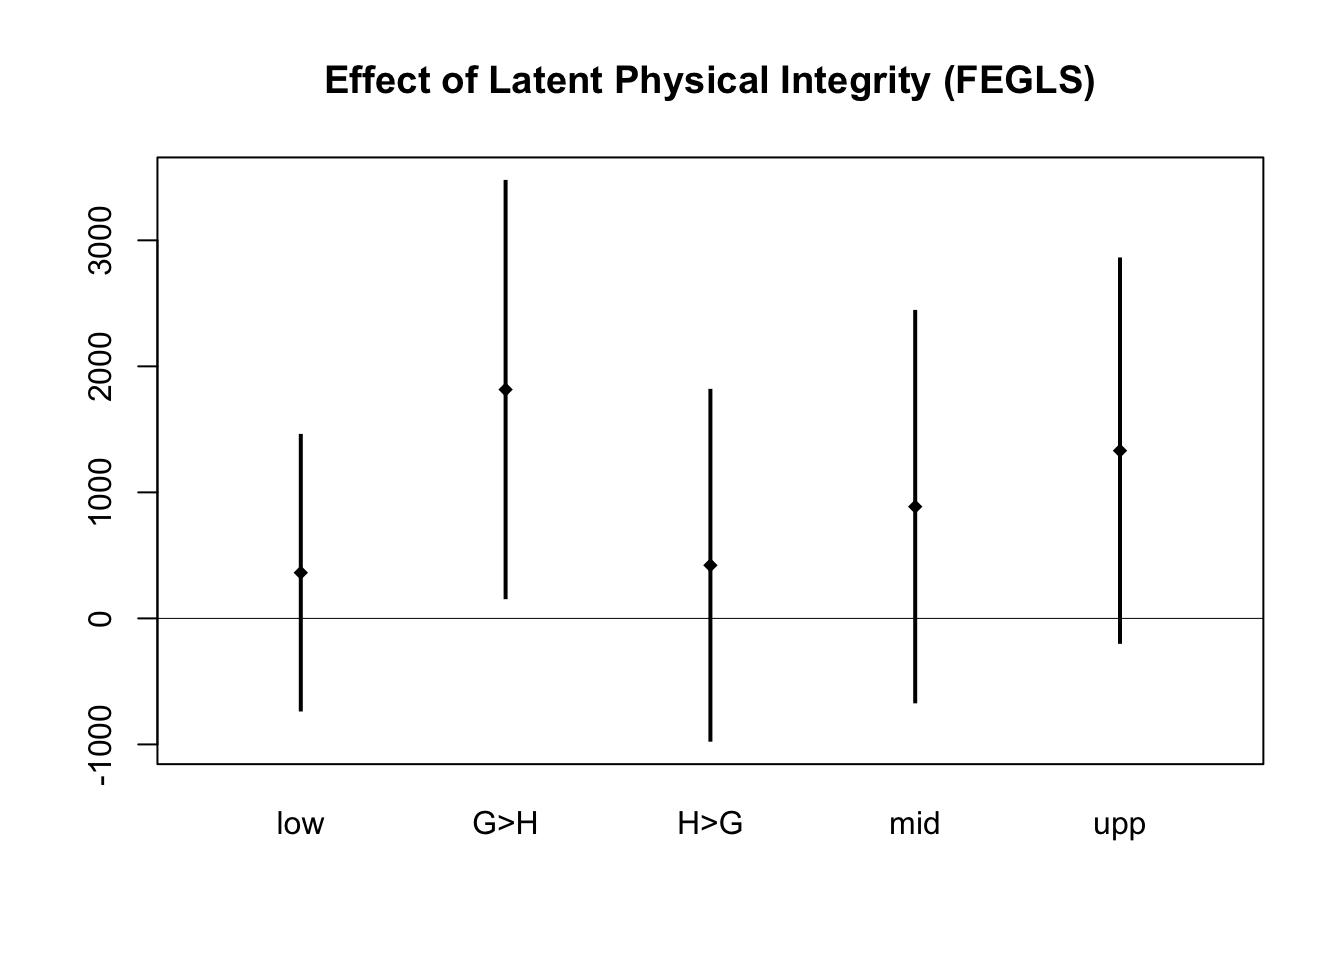 Effect of Latent Physical Integrity (FEGLS)
3000
2000
1000
0
-1000
low G>H H>G mid upp